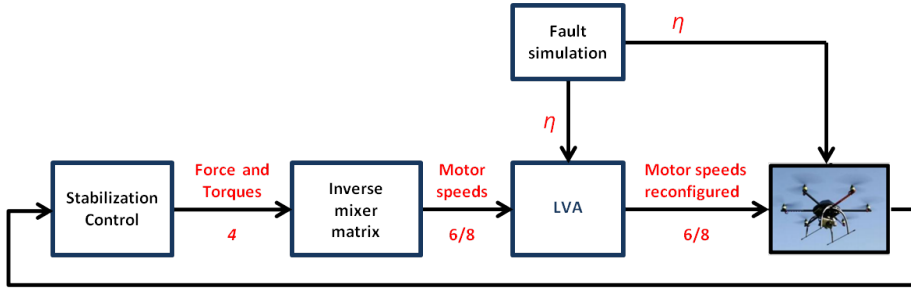 Fault
simulation
η
η
Stabilization
Control
Force and
Torques
4
Inverse
mixer
matrix
Motor
speeds
6/8
LVA
Motor speeds
reconfigured
6/8